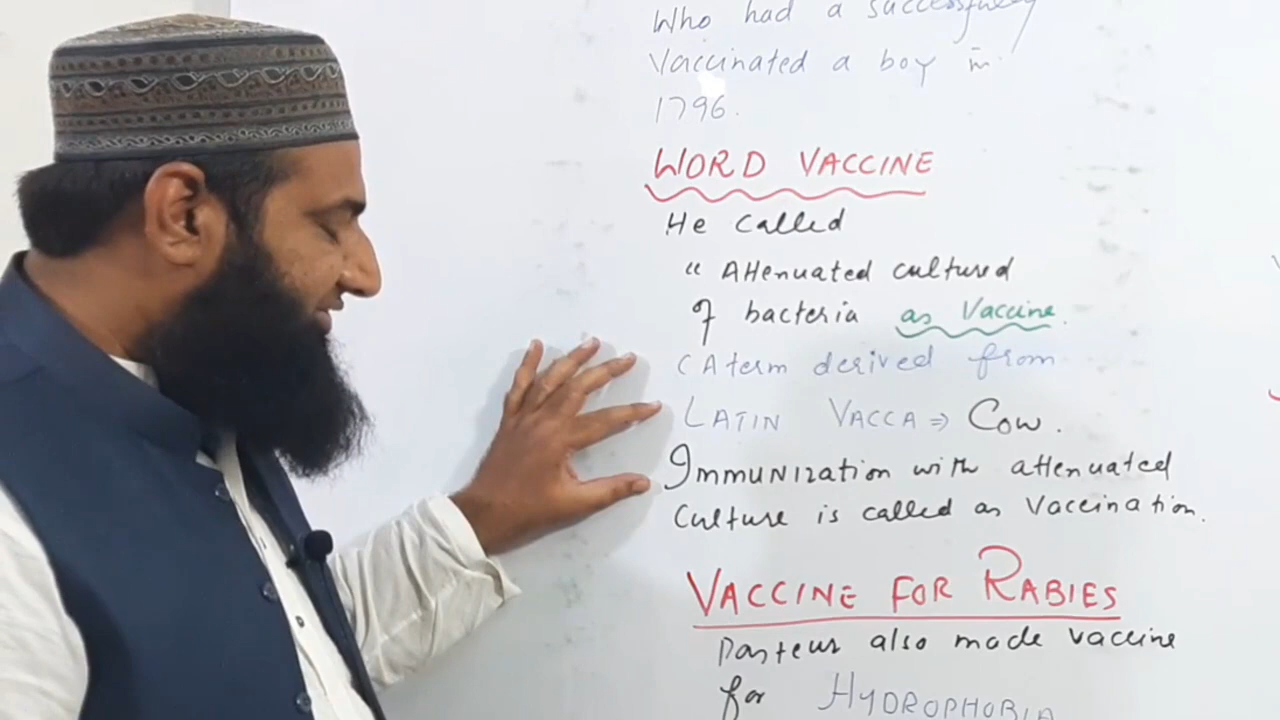 Who had a successfully
Vaccinated a boy in
1796.
WORD VACCINE
He called
“ Attenuated cultured
of bacteria as Vaccine.
(A term derived from
LATIN VACCA ⇒ Cow.
Immunization with attenuated
Culture is called as Vaccination.
VACCINE FOR RABIES
Pasteur also made vaccine
for HYDROPHOBIA